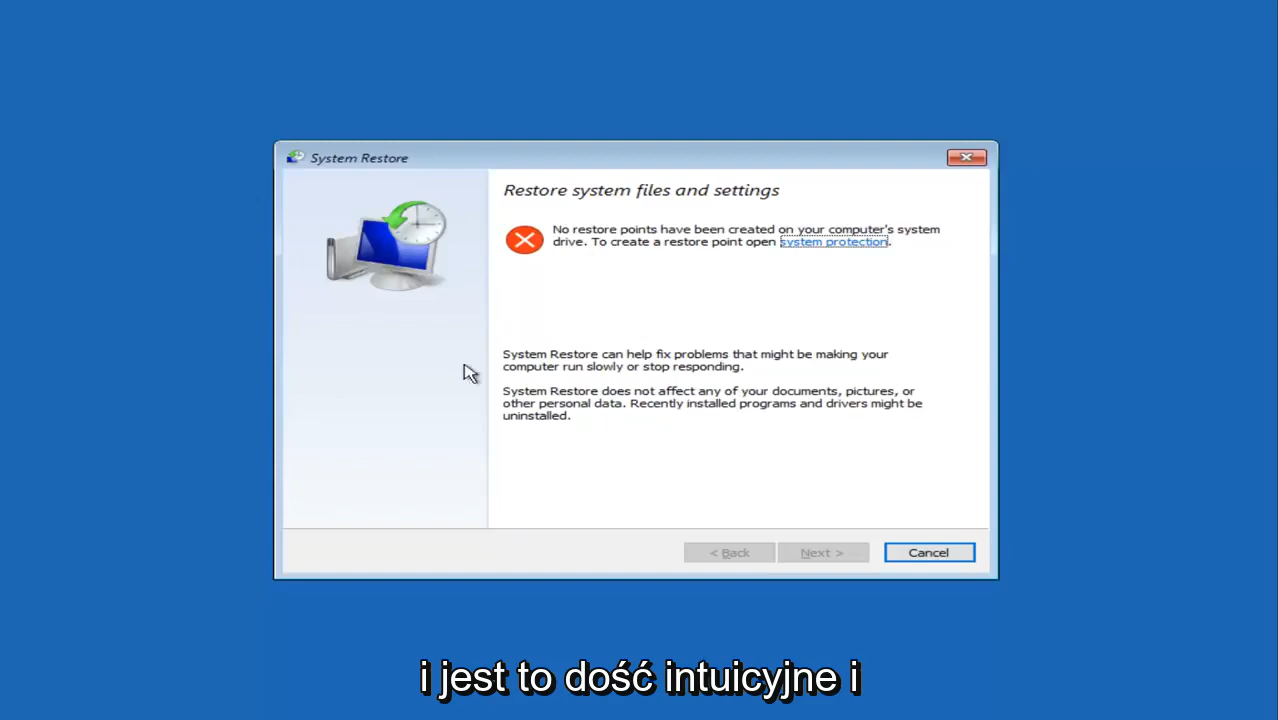 System Restore
Restore system files and settings
No restore points have been created on your computer's system
drive. To create a restore point open system protection.
System Restore can help fix problems that might be making your
computer run slowly or stop responding.
System Restore does not affect any of your documents, pictures, or
other personal data. Recently installed programs and drivers might be
uninstalled.
< Back Next > Cancel
i jest to dość intuicyjne i